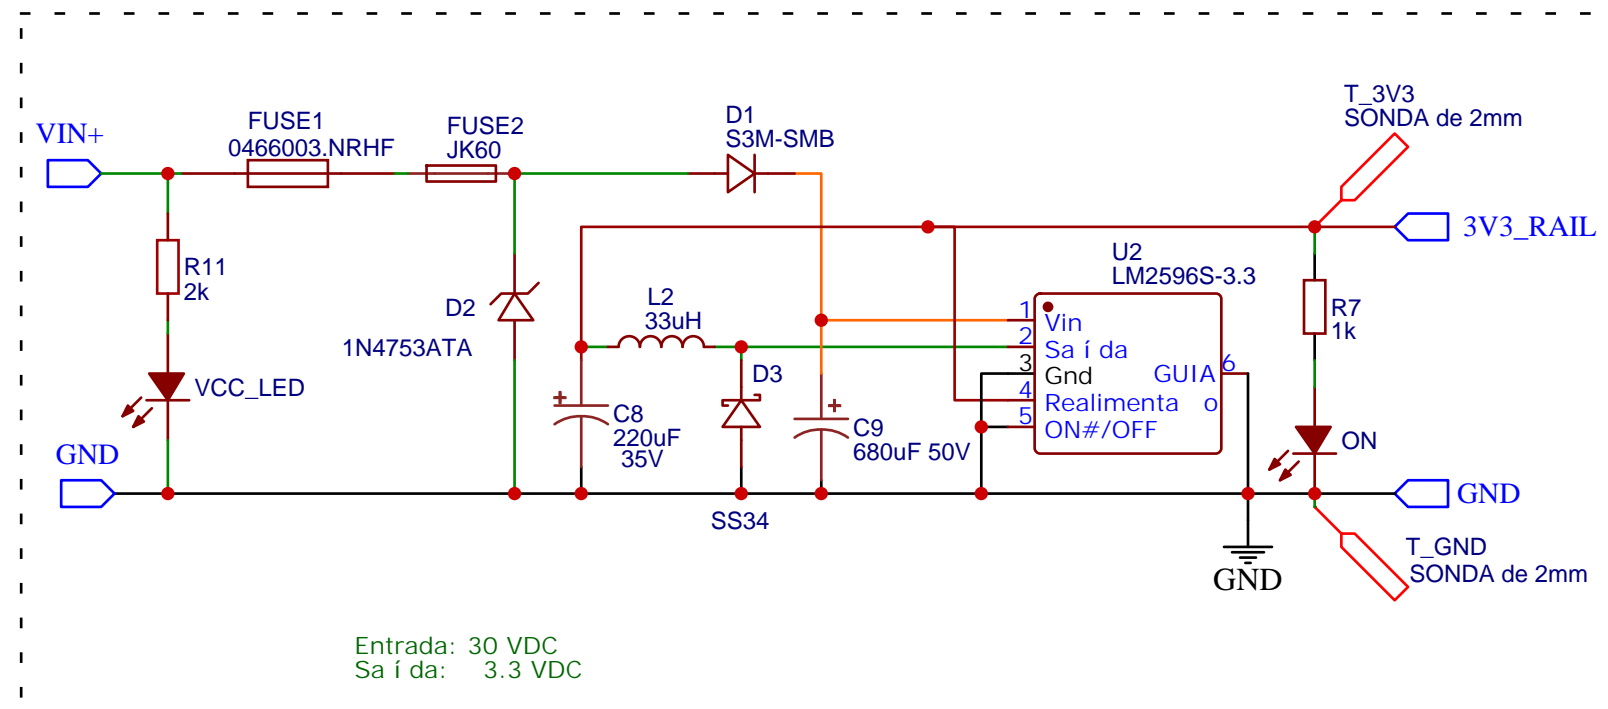 VIN+
FUSE1
0466003.NRHF
FUSE2
JK60
D1
S3M-SMB
T_3V3
SONDA de 2mm
3V3_RAIL
R11
2k
D2
1N4753ATA
L2
33uH
U2
LM2596S-3.3
1
Vin
2
Sa í da
3
Gnd
4
Realimenta o
5
ON#/OFF
GUIA
6
R7
1k
VCC_LED
D3
C8
220uF
35V
C9
680uF 50V
ON
GND
GND
SS34
GND
T_GND
SONDA de 2mm
Entrada: 30 VDC
Sa í da: 3.3 VDC